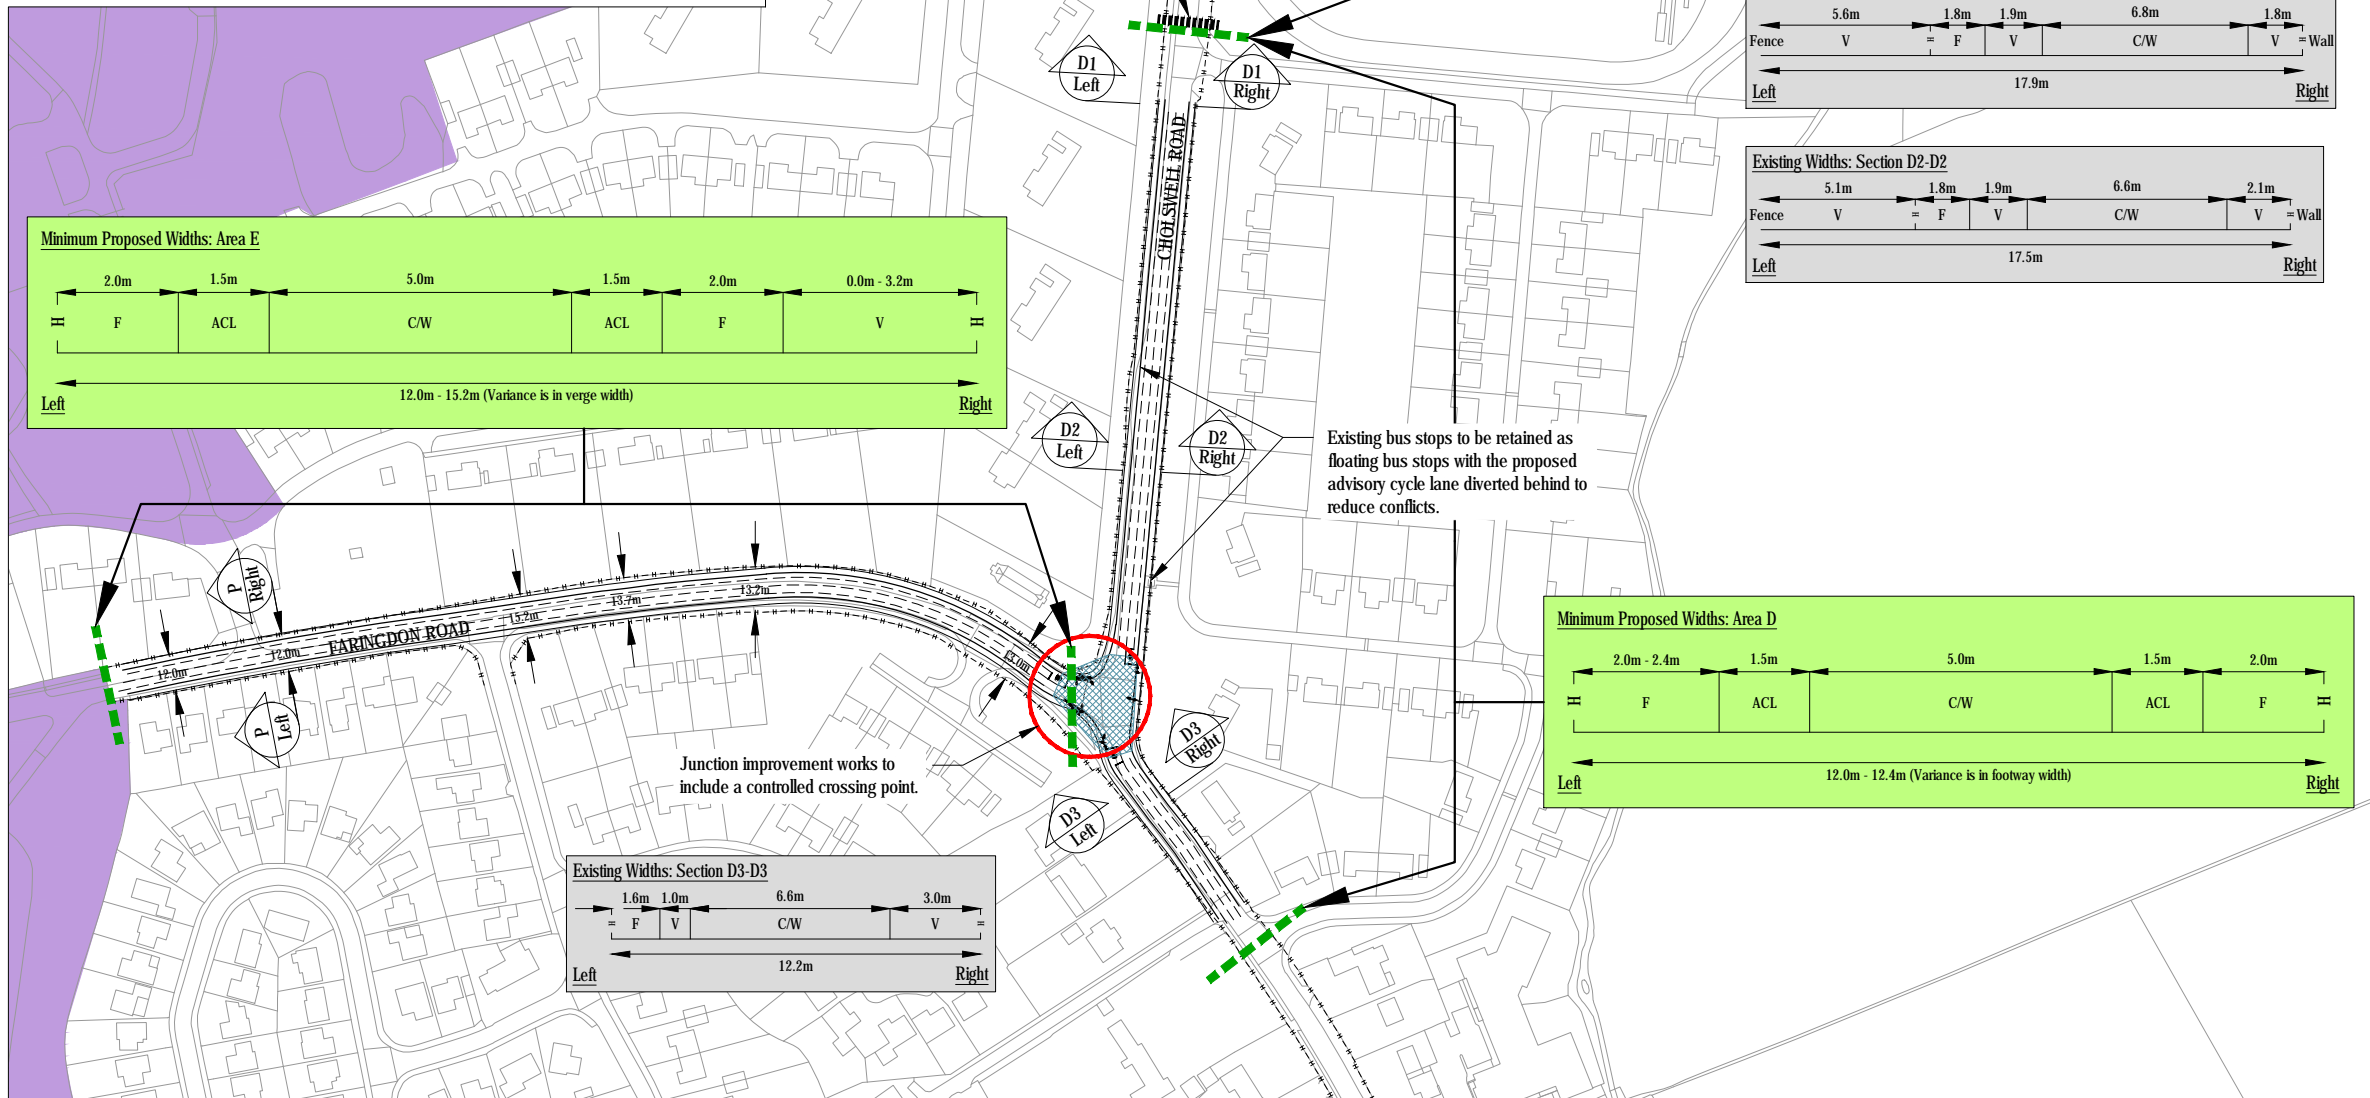 5.6m 1.8m 1.9m 6.8m 1.8m
Fence V = F V C/W V = Wall
17.9m
Left Right
D1
Left
D1
Right
CHOLSWELL ROAD
Existing Widths: Section D2-D2
5.1m 1.8m 1.9m 6.6m 2.1m
Fence V = F V C/W V = Wall
17.5m
Left Right
Minimum Proposed Widths: Area E
2.0m 1.5m 5.0m 1.5m 2.0m 0.0m - 3.2m
H F ACL C/W ACL F V H
12.0m - 15.2m (Variance is in verge width)
Left Right
D2
Left
D2
Right
Existing bus stops to be retained as
floating bus stops with the proposed
advisory cycle lane diverted behind to
reduce conflicts.
P
Right
P
Left
FARINGDON ROAD
12.0m
12.0m
15.2m
13.7m
13.2m
13.0m
Minimum Proposed Widths: Area D
2.0m - 2.4m 1.5m 5.0m 1.5m 2.0m
H F ACL C/W ACL F H
12.0m - 12.4m (Variance is in footway width)
Left Right
D3
Right
D3
Left
Junction improvement works to
include a controlled crossing point.
Existing Widths: Section D3-D3
1.6m 1.0m 6.6m 3.0m
H F V C/W V H
12.2m
Left Right